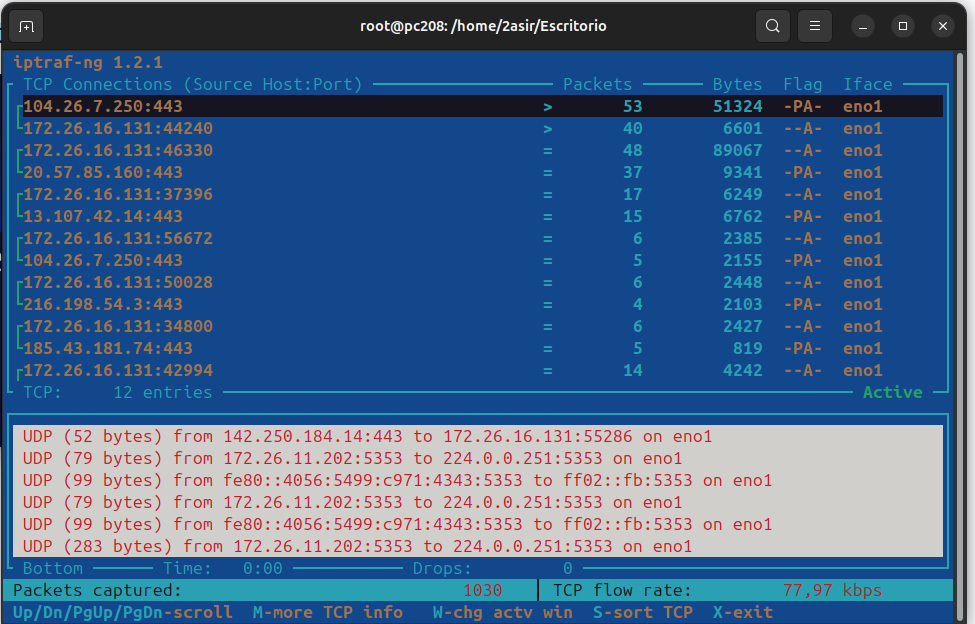 root@pc208: /home/2asir/Escritorio
iptraf-ng 1.2.1
TCP Connections (Source Host:Port) Packets Bytes Flag Iface
104.26.7.250:443 > 53 51324 -PA- eno1
172.26.16.131:44240 > 40 6601 --A- eno1
172.26.16.131:46330 = 48 89067 --A- eno1
20.57.85.160:443 = 37 9341 -PA- eno1
172.26.16.131:37396 = 17 6249 --A- eno1
13.107.42.14:443 = 15 6762 -PA- eno1
172.26.16.131:56672 = 6 2385 --A- eno1
104.26.7.250:443 = 5 2155 -PA- eno1
172.26.16.131:50028 = 6 2448 --A- eno1
216.198.54.3:443 = 4 2103 -PA- eno1
172.26.16.131:34800 = 6 2427 --A- eno1
185.43.181.74:443 = 5 819 -PA- eno1
172.26.16.131:42994 = 14 4242 --A- eno1
TCP: 12 entries Active
UDP (52 bytes) from 142.250.184.14:443 to 172.26.16.131:55286 on eno1
UDP (79 bytes) from 172.26.11.202:5353 to 224.0.0.251:5353 on eno1
UDP (99 bytes) from fe80::4056:5499:c971:4343:5353 to ff02::fb:5353 on eno1
UDP (79 bytes) from 172.26.11.202:5353 to 224.0.0.251:5353 on eno1
UDP (99 bytes) from fe80::4056:5499:c971:4343:5353 to ff02::fb:5353 on eno1
UDP (283 bytes) from 172.26.11.202:5353 to 224.0.0.251:5353 on eno1
Bottom Time: 0:00 Drops: 0
Packets captured: 1030 TCP flow rate: 77,97 kbps
Up/Dn/PgUp/PgDn-scroll M-more TCP info W-chg actv win S-sort TCP X-exit